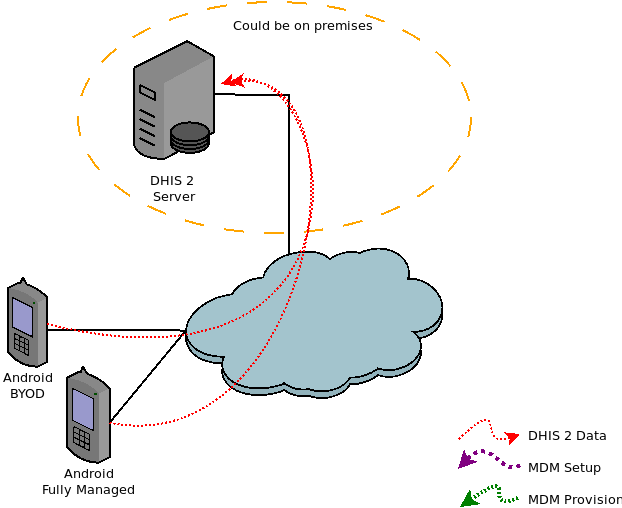 Could be on premises
DHIS 2
Server
Android
BYOD
Android
Fully Managed
DHIS 2 Data
MDM Setup
MDM Provision